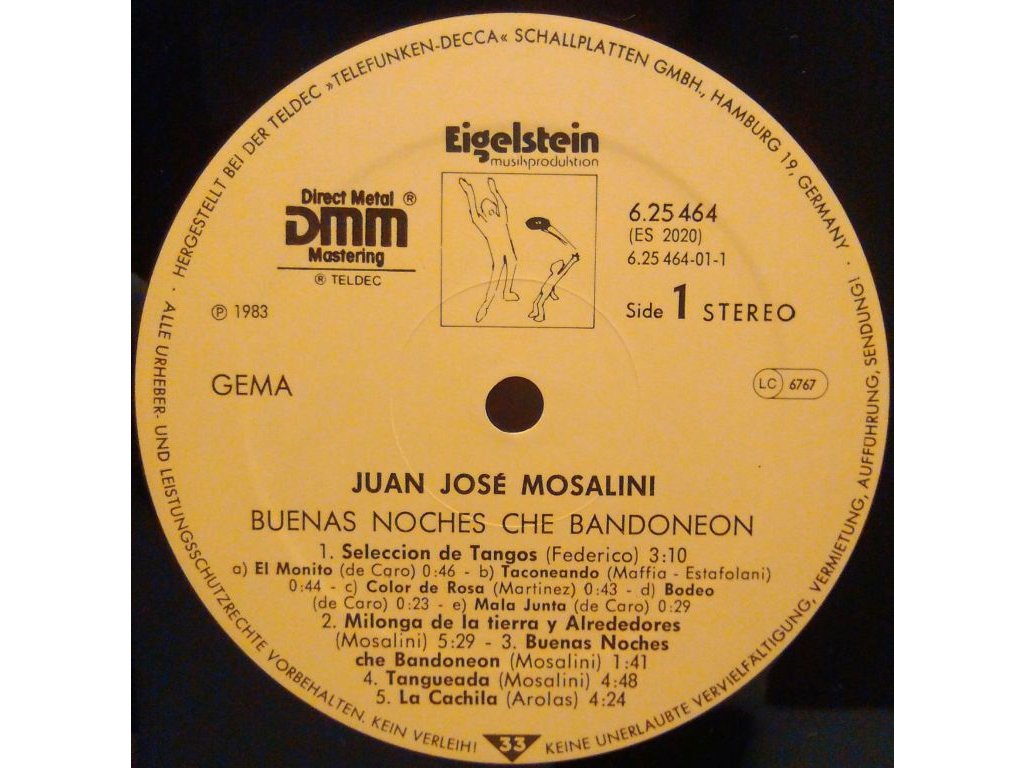 HERGESTELLT BEI DER TELDEC »TELEFUNKEN-DECCA« SCHALLPLATTEN GMBH., HAMBURG 19, GERMANY ·
Eigelstein
musikproduktion
Direct Metal ®
DMM
Mastering
® TELDEC
6.25 464
(ES 2020)
6.25 464-01-1
Side 1 STEREO
℗ 1983
GEMA
LC 6767
JUAN JOSÉ MOSALINI
BUENAS NOCHES CHE BANDONEON
1. Seleccion de Tangos (Federico) 3:10
a) El Monito (de Caro) 0:46 - b) Taconeando (Maffia - Estafolani)
0:44 - c) Color de Rosa (Martinez) 0:43 - d) Bodeo
(de Caro) 0:23 - e) Mala Junta (de Caro) 0:29
2. Milonga de la tierra y Alrededores
(Mosalini) 5:29 - 3. Buenas Noches
che Bandoneon (Mosalini) 1:41
4. Tangueada (Mosalini) 4:48
5. La Cachila (Arolas) 4:24
· ALLE URHEBER- UND LEISTUNGSSCHUTZRECHTE VORBEHALTEN. KEIN VERLEIH!
33
KEINE UNERLAUBTE VERVIELFÄLTIGUNG, VERMIETUNG, AUFFÜHRUNG, SENDUNG!